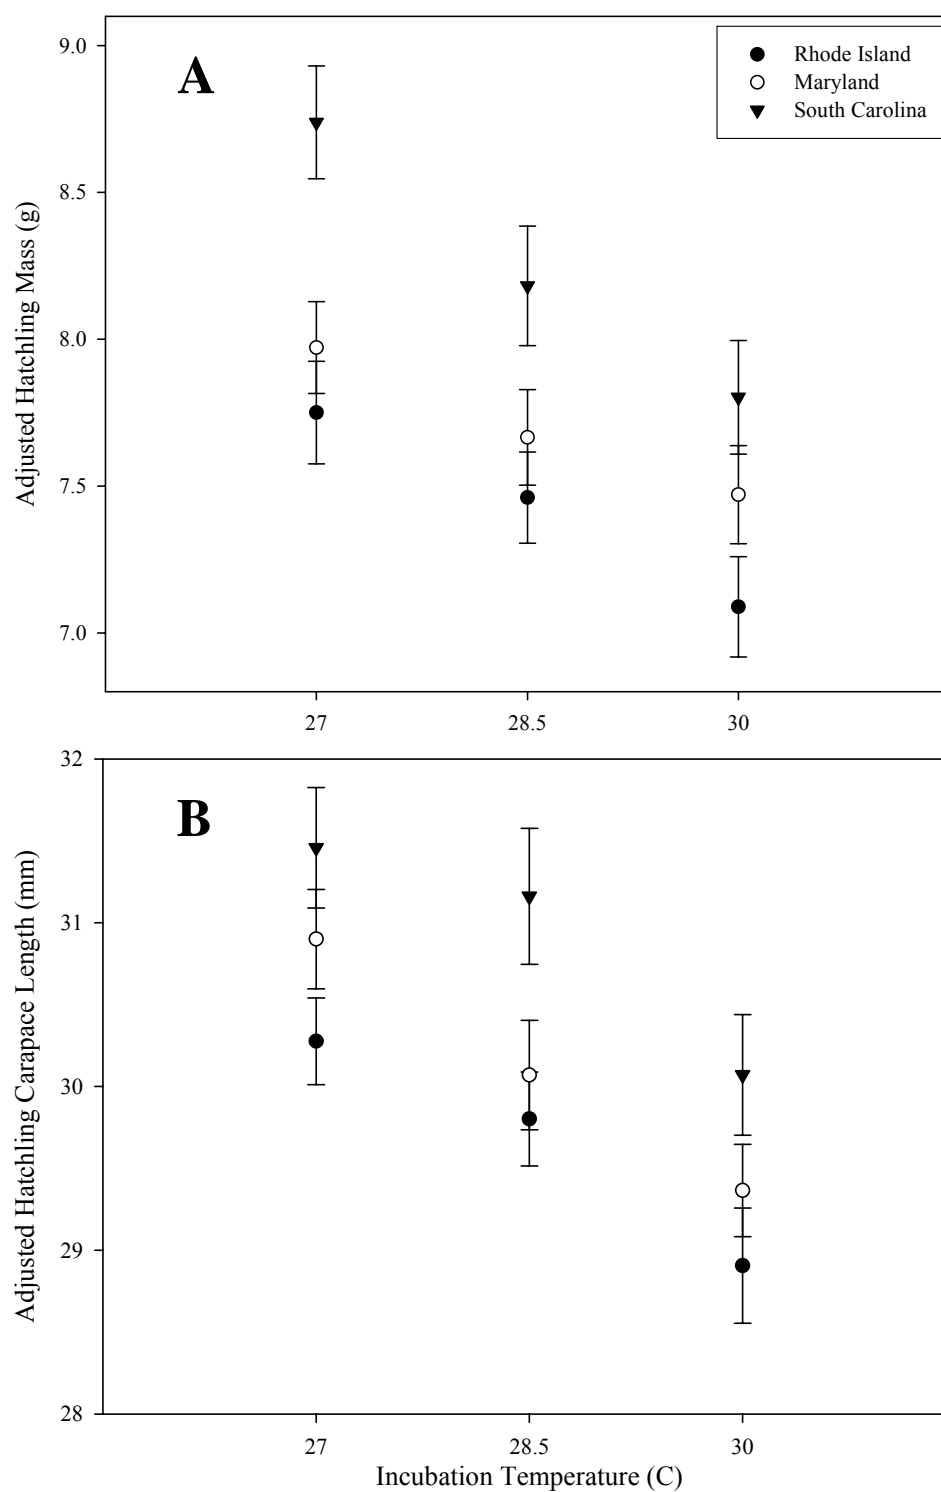 A
Rhode Island
Maryland
South Carolina
Adjusted Hatchling Mass (g)
9.0
8.5
8.0
7.5
7.0
27 28.5 30
B
Adjusted Hatchling Carapace Length (mm)
32
31
30
29
28
27 28.5 30
Incubation Temperature (C)